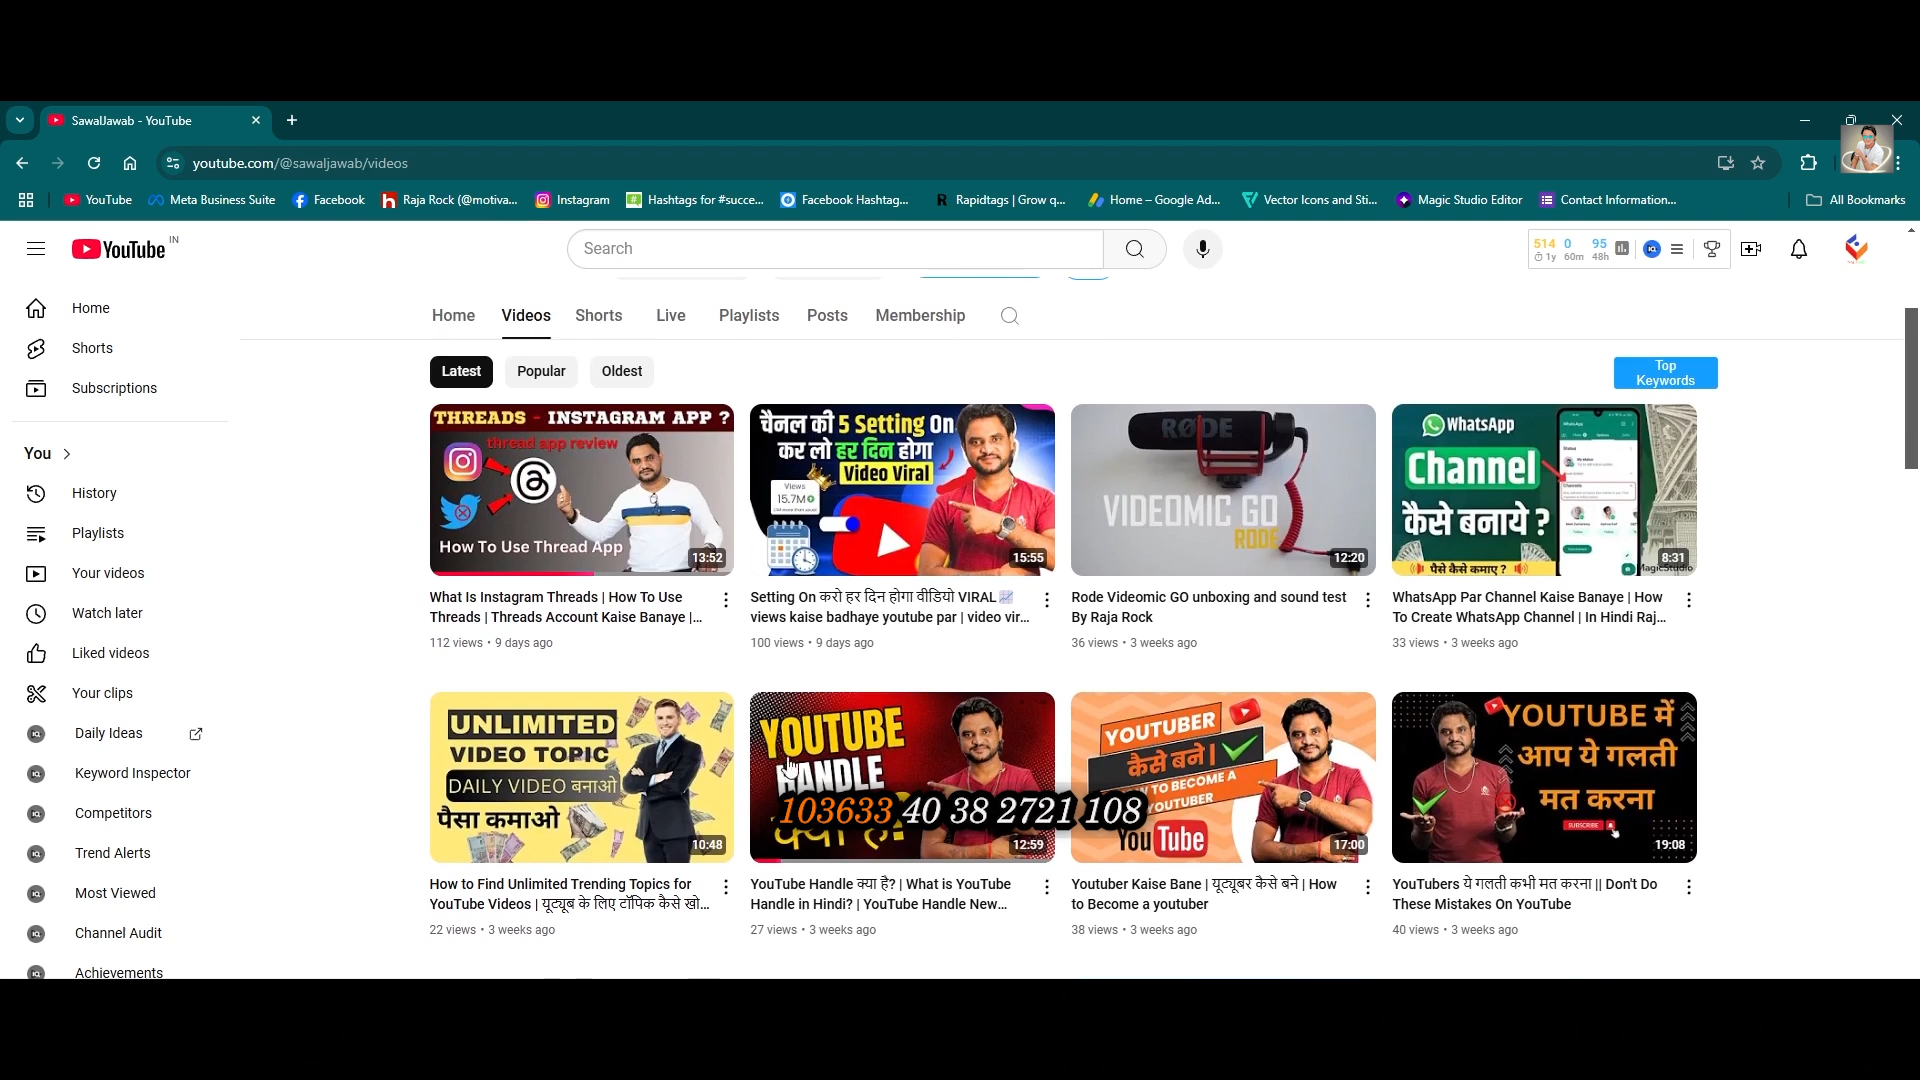 SawalJawab - YouTube
youtube.com/@sawaljawab/videos
YouTube
Meta Business Suite
Facebook
Raja Rock (@motiva...
Instagram
Hashtags for #succe...
Facebook Hashtag...
Rapidtags | Grow q...
Home – Google Ad...
Vector Icons and Sti...
Magic Studio Editor
Contact Information...
All Bookmarks
YouTube IN
Search
514 0 95
1y 60m 48h
Home
Shorts
Subscriptions
You
History
Playlists
Your videos
Watch later
Liked videos
Your clips
Daily Ideas
Keyword Inspector
Competitors
Trend Alerts
Most Viewed
Channel Audit
Achievements
Home Videos Shorts Live Playlists Posts Membership
Latest Popular Oldest
Top
Keywords
THREADS - INSTAGRAM APP ?
thread app review
How To Use Thread App
13:52
What Is Instagram Threads | How To Use
Threads | Threads Account Kaise Banaye |...
112 views • 9 days ago
चैनल की 5 Setting On
कर लो हर दिन होगा
Video Viral
Views
15.7M
15:55
Setting On करो हर दिन होगा वीडियो VIRAL
views kaise badhaye youtube par | video vir...
100 views • 9 days ago
RØDE
VIDEOMIC GO
RODE
12:20
Rode Videomic GO unboxing and sound test
By Raja Rock
36 views • 3 weeks ago
WhatsApp
Channel
कैसे बनाये ?
पैसे कैसे कमाए ?
8:31
MagicStudio
WhatsApp Par Channel Kaise Banaye | How
To Create WhatsApp Channel | In Hindi Raj...
33 views • 3 weeks ago
UNLIMITED
VIDEO TOPIC
DAILY VIDEO बनाओ
पैसा कमाओ
10:48
How to Find Unlimited Trending Topics for
YouTube Videos | यूट्यूब के लिए टॉपिक कैसे खो...
22 views • 3 weeks ago
YOUTUBE
HANDLE
क्या है?
12:59
YouTube Handle क्या है? | What is YouTube
Handle in Hindi? | YouTube Handle New...
27 views • 3 weeks ago
YOUTUBER
कैसे बने |
HOW TO BECOME A
YOUTUBER
YouTube
17:00
Youtuber Kaise Bane | यूट्यूबर कैसे बने | How
to Become a youtuber
38 views • 3 weeks ago
YOUTUBE में
आप ये गलती
मत करना
SUBSCRIBE
19:08
YouTubers ये गलती कभी मत करना || Don't Do
These Mistakes On YouTube
40 views • 3 weeks ago
103633 40 38 2721 108